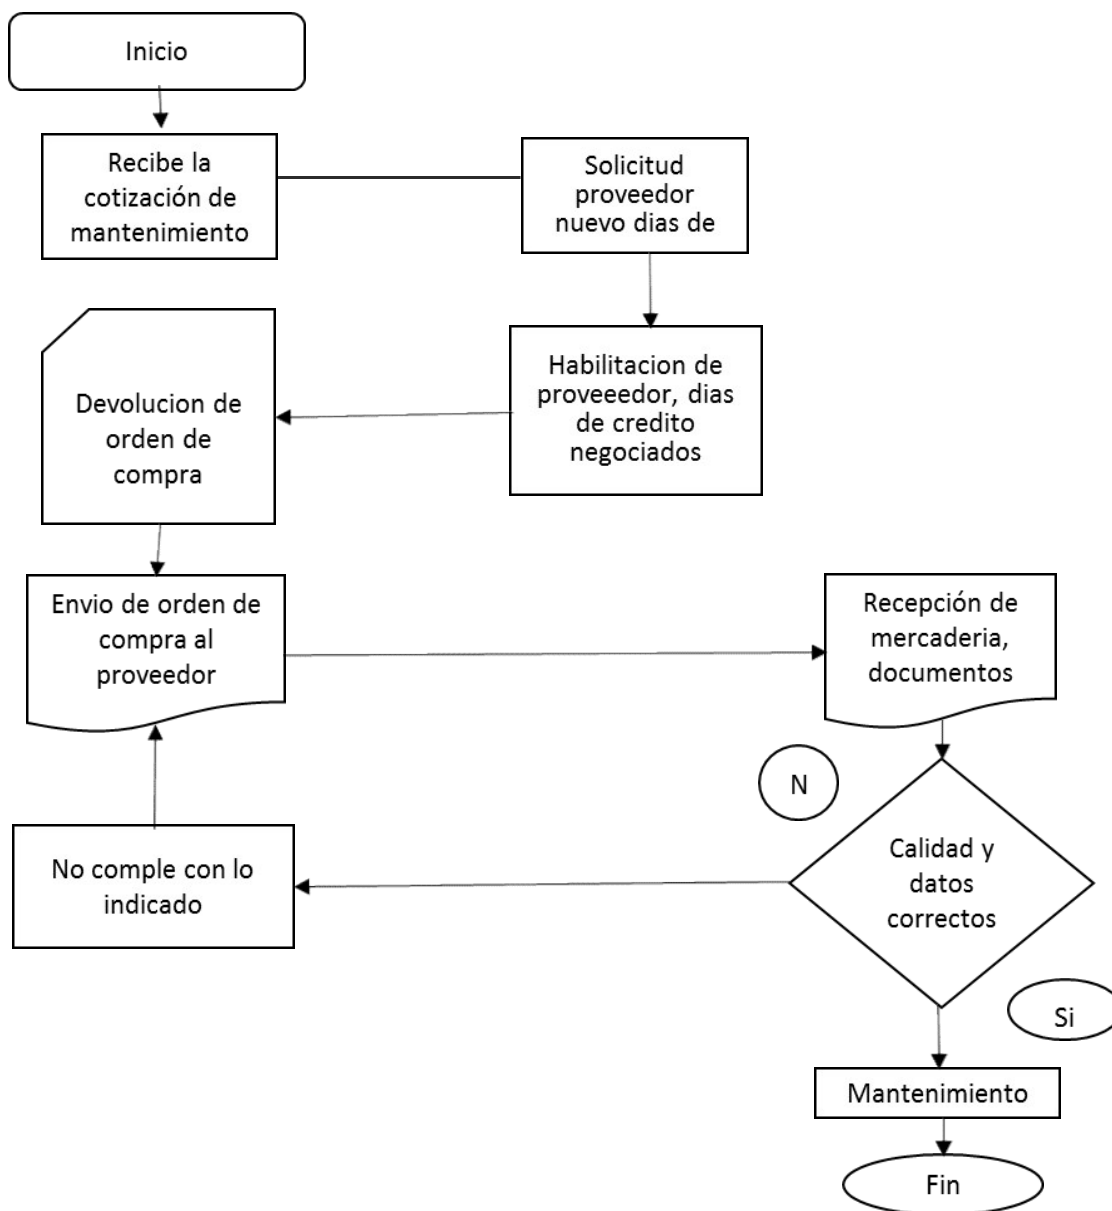 Inicio
Recibe la
cotización de
mantenimiento
Solicitud
proveedor
nuevo dias de
Habilitacion de
proveeedor, dias
de credito
negociados
Devolucion de
orden de
compra
Envio de orden de
compra al
proveedor
Recepción de
mercaderia,
documentos
N
Calidad y
datos
correctos
No comple con lo
indicado
Si
Mantenimiento
Fin